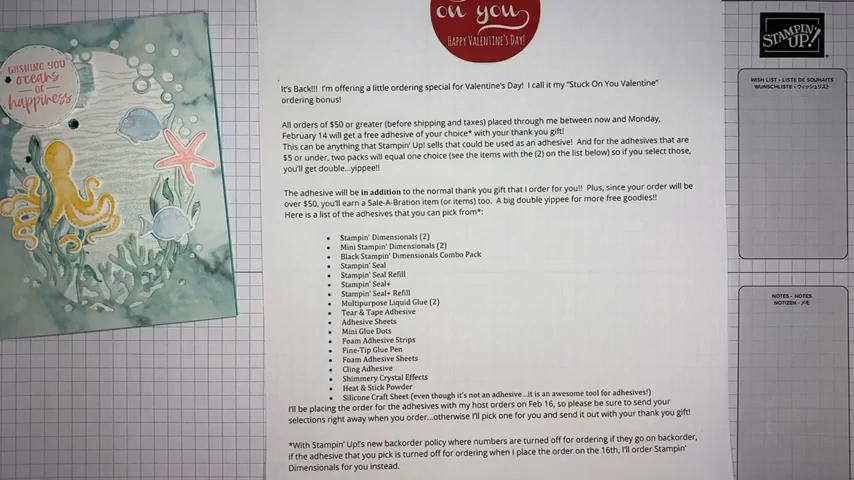 WISHING YOU
oceans
OF
happiness
on you
HAPPY VALENTINE'S DAY!
STAMPIN' UP!
WISH LIST • LISTE DE SOUHAITS
WUNSCHLISTE • ウィッシュリスト
It's Back!!! I'm offering a little ordering special for Valentine's Day! I call it my "Stuck On You Valentine"
ordering bonus!
All orders of $50 or greater (before shipping and taxes) placed through me between now and Monday,
February 14 will get a free adhesive of your choice* with your thank you gift!
This can be anything that Stampin' Up! sells that could be used as an adhesive! And for the adhesives that are
$5 or under, two packs will equal one choice (see the items with the (2) on the list below) so if you select those,
you'll get double...yippee!!
The adhesive will be in addition to the normal thank you gift that I order for you!! Plus, since your order will be
over $50, you'll earn a Sale-A-Bration item (or items) too. A big double yippee for more free goodies!!
Here is a list of the adhesives that you can pick from*:
• Stampin' Dimensionals (2)
• Mini Stampin' Dimensionals (2)
• Black Stampin' Dimensionals Combo Pack
• Stampin' Seal
• Stampin' Seal Refill
• Stampin' Seal+
• Stampin' Seal+ Refill
• Multipurpose Liquid Glue (2)
• Tear & Tape Adhesive
• Adhesive Sheets
• Mini Glue Dots
• Foam Adhesive Strips
• Fine-Tip Glue Pen
• Foam Adhesive Sheets
• Cling Adhesive
• Shimmery Crystal Effects
• Heat & Stick Powder
• Silicone Craft Sheet (even though it's not an adhesive...it is an awesome tool for adhesives!)
I'll be placing the order for the adhesives with my host orders on Feb 16, so please be sure to send your
selections right away when you order...otherwise I'll pick one for you and send it out with your thank you gift!
*With Stampin' Up!'s new backorder policy where numbers are turned off for ordering if they go on backorder,
if the adhesive that you pick is turned off for ordering when I place the order on the 16th, I'll order Stampin'
Dimensionals for you instead.
NOTES • NOTES
NOTIZEN • メモ